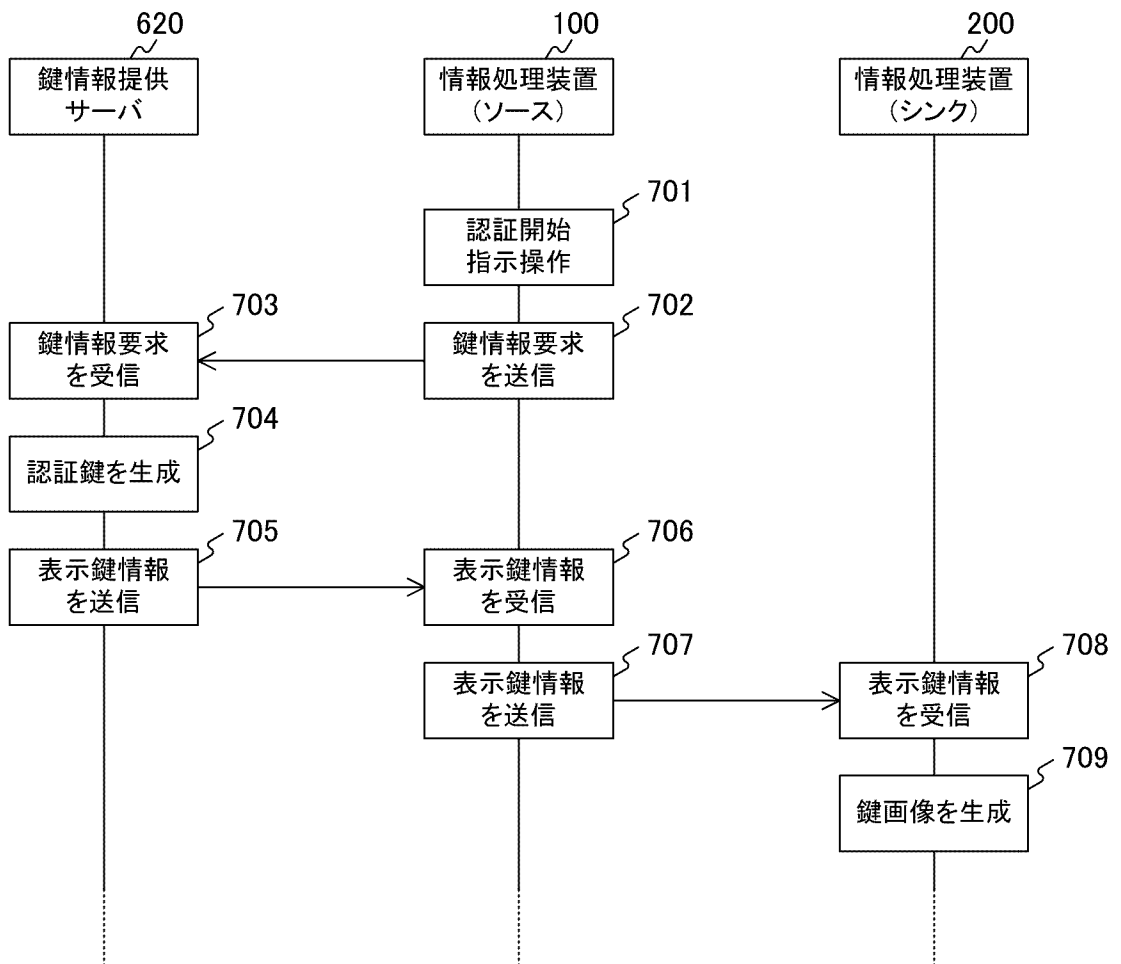 620
100
200
鍵情報提供
サーバ
情報処理装置
(ソース)
情報処理装置
(シンク)
701
認証開始
指示操作
703
702
鍵情報要求
を受信
鍵情報要求
を送信
704
認証鍵を生成
705
706
表示鍵情報
を送信
表示鍵情報
を受信
707
708
表示鍵情報
を送信
表示鍵情報
を受信
709
鍵画像を生成